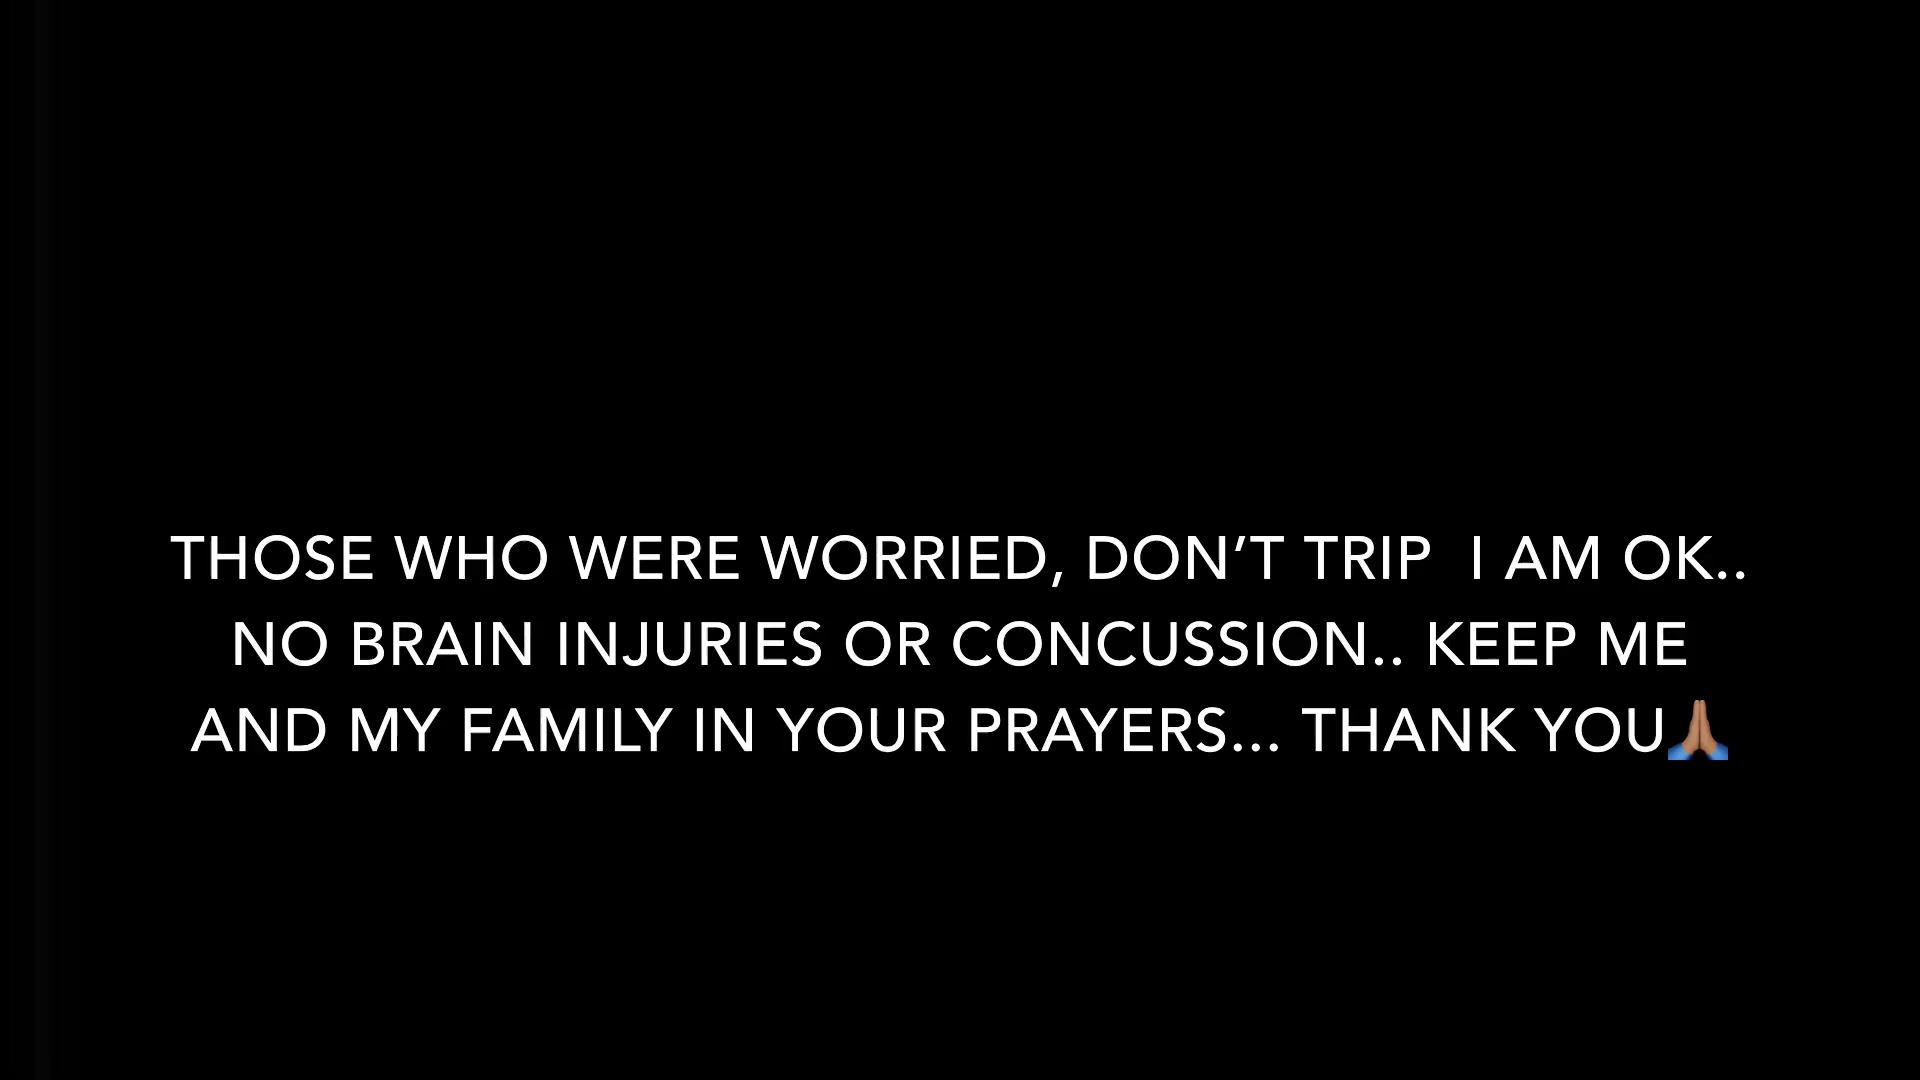 THOSE WHO WERE WORRIED, DON’T TRIP  I AM OK..
NO BRAIN INJURIES OR CONCUSSION.. KEEP ME
AND MY FAMILY IN YOUR PRAYERS... THANK YOU🙏🏽